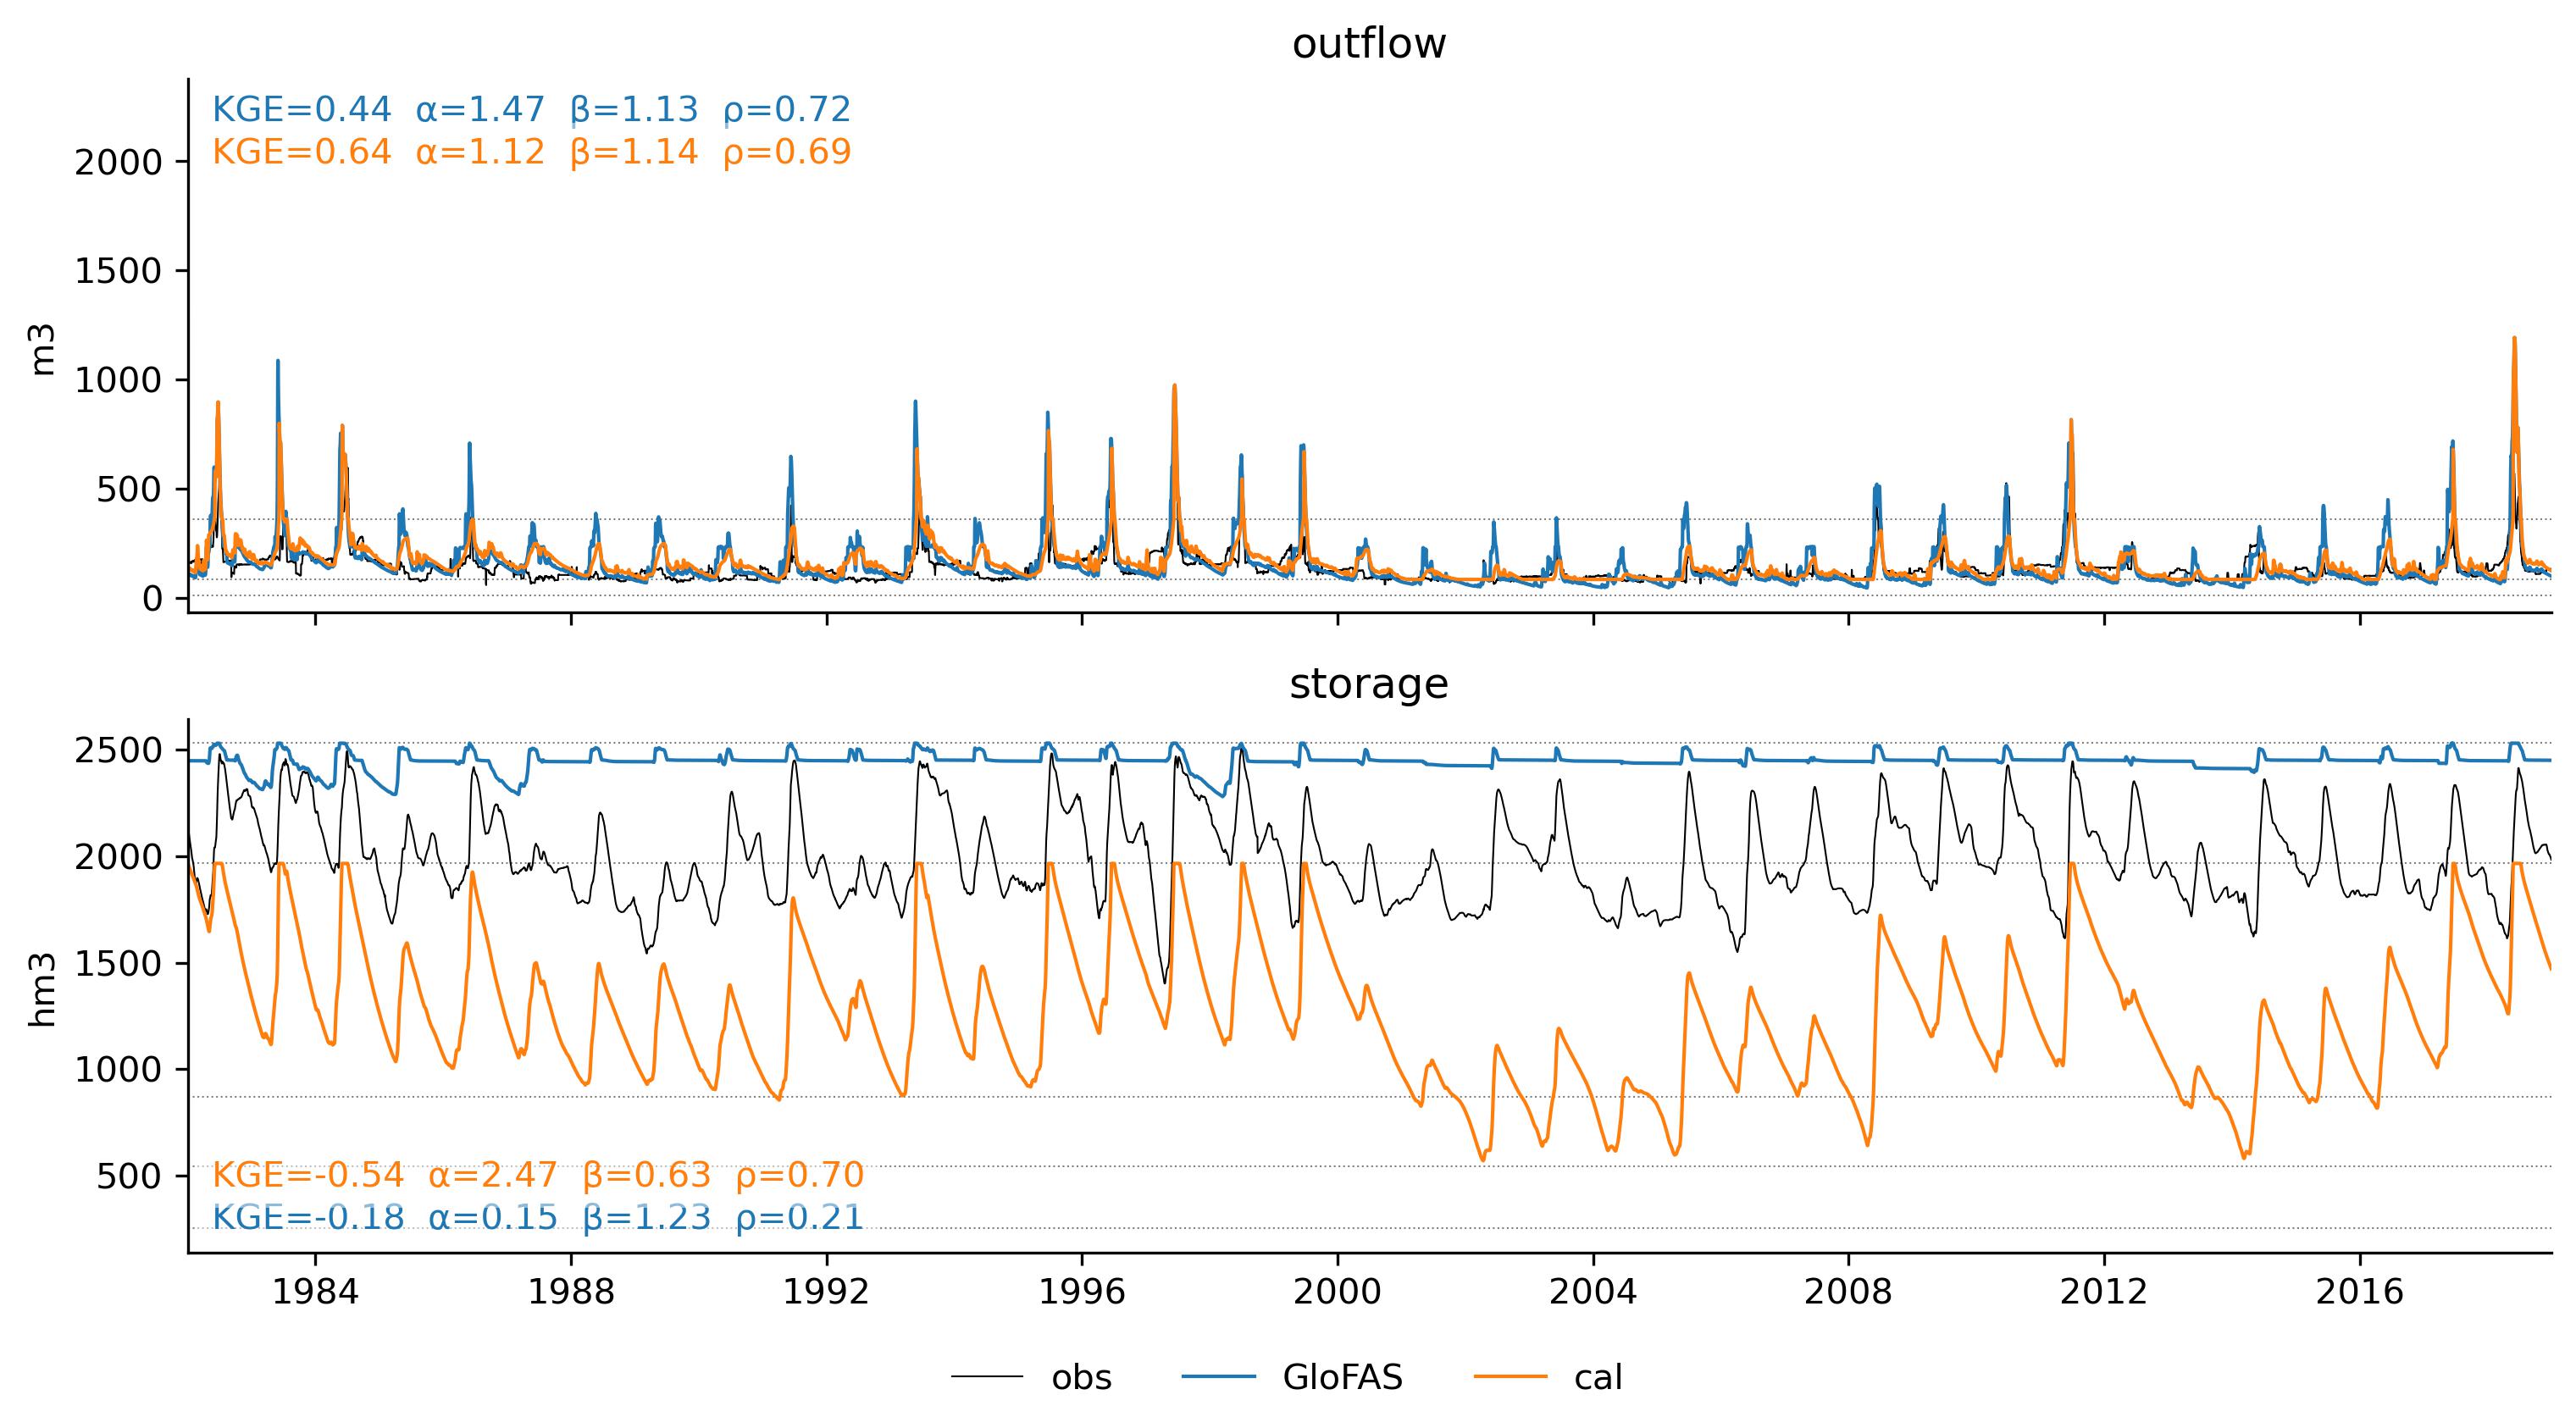 outflow
KGE=0.44 α=1.47 β=1.13 ρ=0.72
KGE=0.64 α=1.12 β=1.14 ρ=0.69
2000
1500
1000
500
0
m3
storage
2500
2000
1500
1000
500
hm3
KGE=-0.54 α=2.47 β=0.63 ρ=0.70
KGE=-0.18 α=0.15 β=1.23 ρ=0.21
1984 1988 1992 1996 2000 2004 2008 2012 2016
obs GloFAS cal